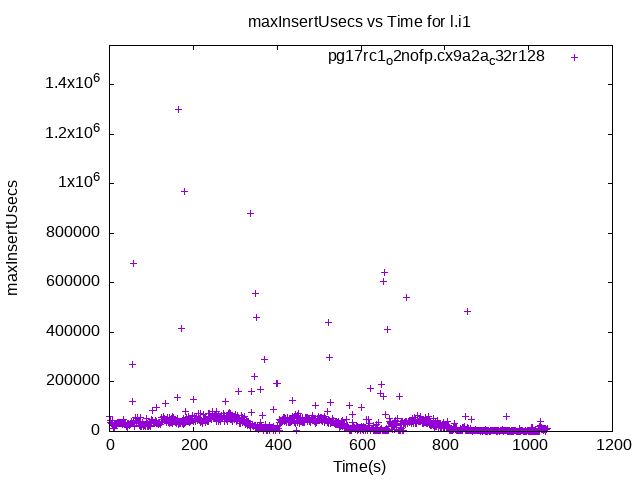 maxInsertUsecs vs Time for l.i1
pg17rc1_o2nofp.cx9a2a_c32r128
1.4x10^6
1.2x10^6
1x10^6
800000
600000
400000
200000
0
maxInsertUsecs
0 200 400 600 800 1000 1200
Time(s)